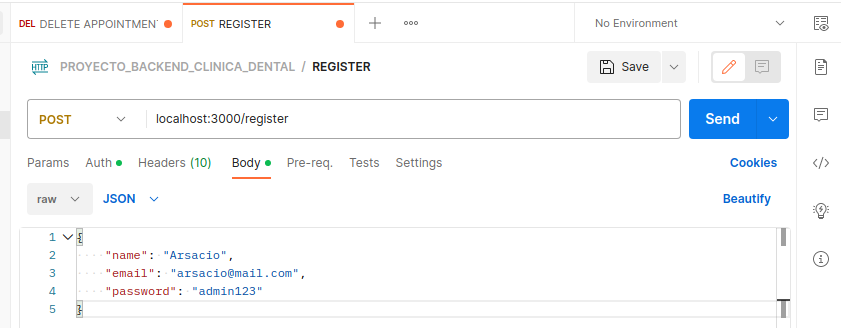 DEL DELETE APPOINTMEN POST REGISTER No Environment
HTTP PROYECTO_BACKEND_CLINICA_DENTAL / REGISTER Save
POST localhost:3000/register Send
Params Auth Headers (10) Body Pre-req. Tests Settings Cookies
raw JSON Beautify
1 {
2 "name": "Arsacio",
3 "email": "arsacio@mail.com",
4 "password": "admin123"
5 }